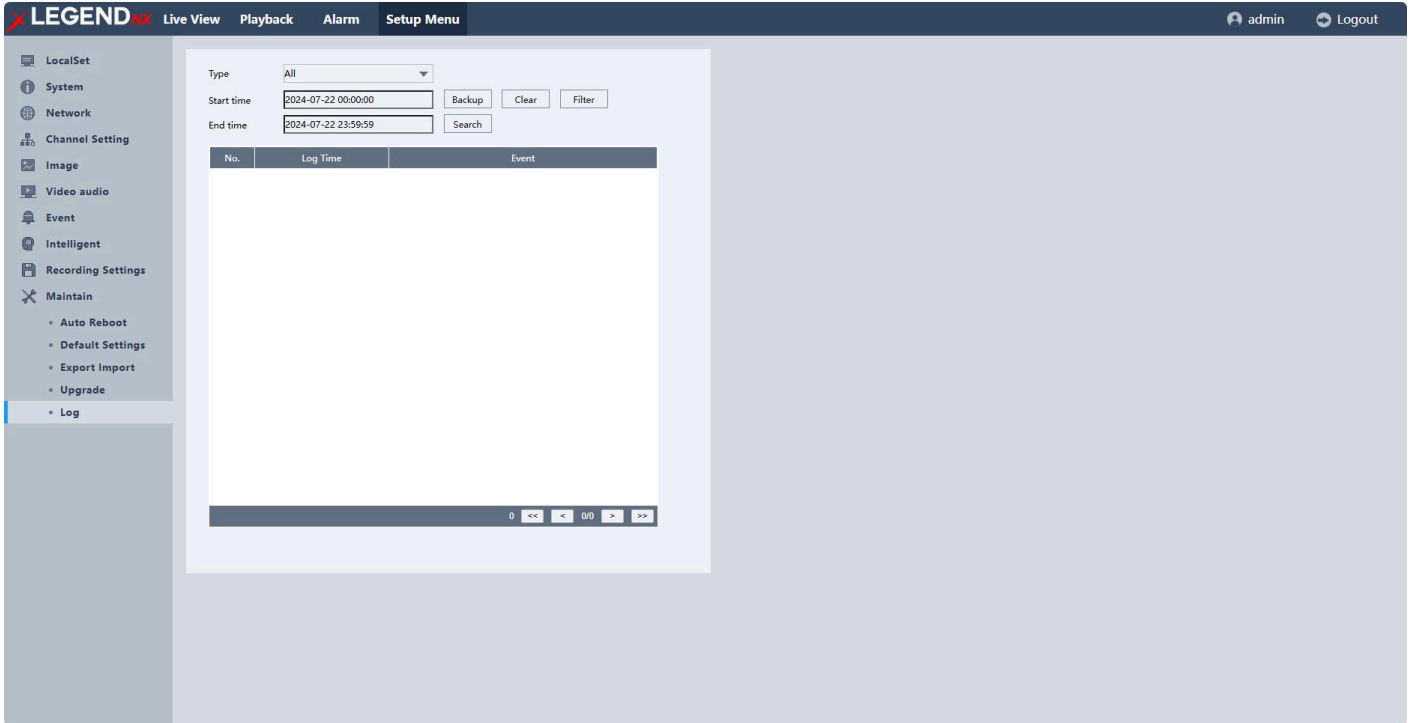 LEGEND NX Live View Playback Alarm Setup Menu admin Logout
LocalSet
System
Network
Channel Setting
Image
Video audio
Event
Intelligent
Recording Settings
Maintain
Auto Reboot
Default Settings
Export Import
Upgrade
Log
Type All
Start time 2024-07-22 00:00:00 Backup Clear Filter
End time 2024-07-22 23:59:59 Search
No. Log Time Event
0 << < 0/0 > >>